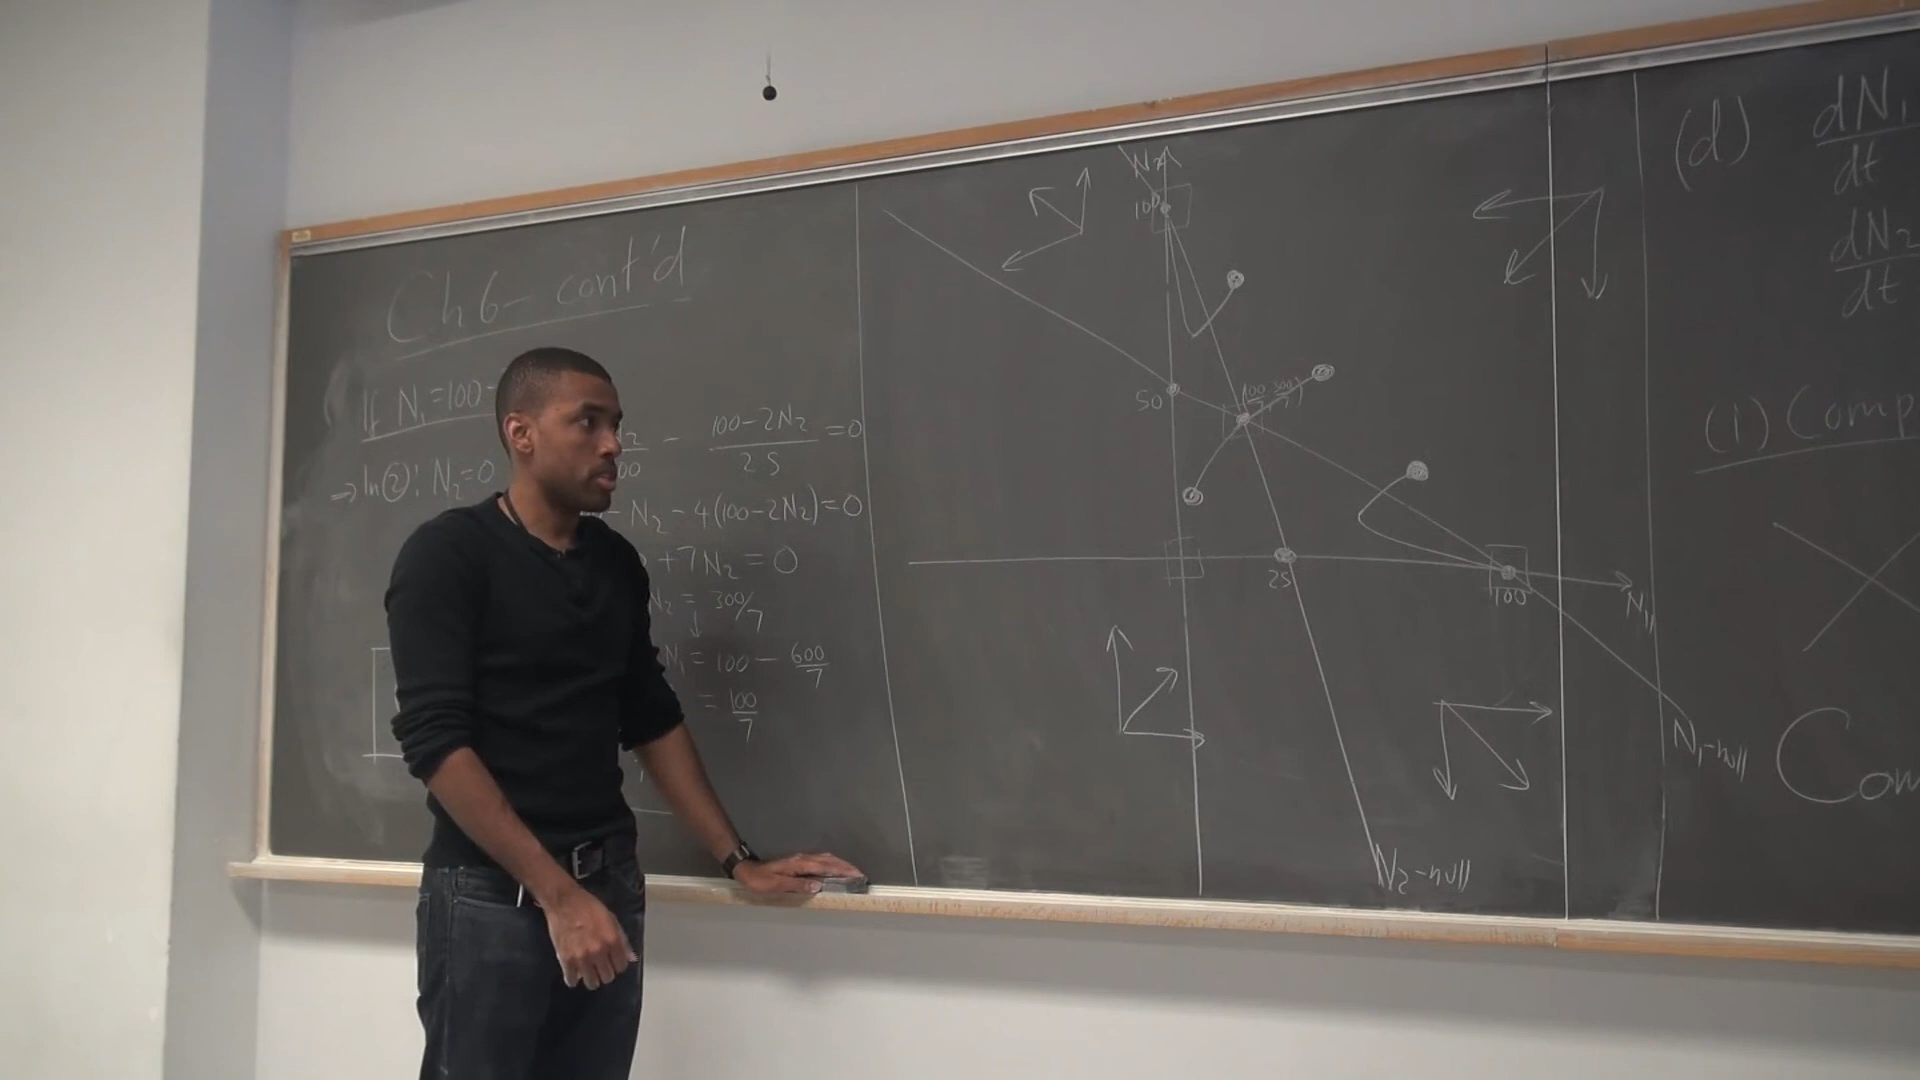 Ch 6 - cont'd
If N₁=100-
100-2N₂ =0
25
⇒ In ②: N₂=0
-N₂-4(100-2N₂)=0
+7N₂=0
N₂ = 300/7
↓
N₁ = 100 - 600/7
= 100/7
N₂
100
50
(100/7, 300/7)
25
100
N₁
N₁-null
N₂-null
(d) dN₁
dt
dN₂
dt
(1) Comp
Com